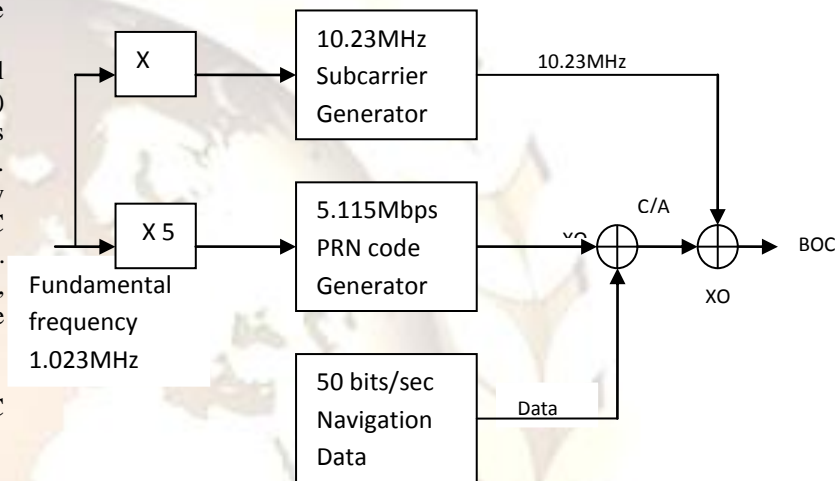 X
10.23MHz
Subcarrier
Generator
10.23MHz
X 5
5.115Mbps
PRN code
Generator
C/A
BOC
XO
Fundamental
frequency
1.023MHz
50 bits/sec
Navigation
Data
Data